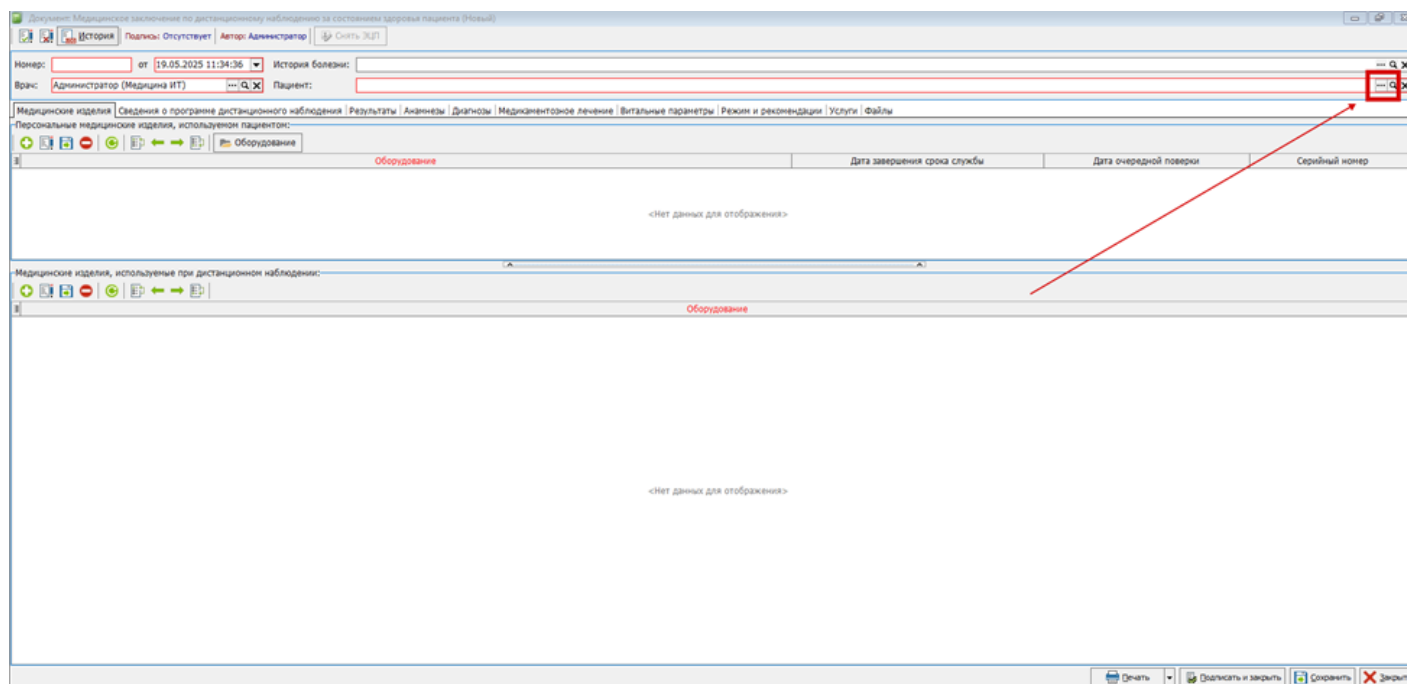 Документ: Медицинское заключение по дистанционному наблюдению за состоянием здоровья пациента (Новый)
История Подпись: Отсутствует Автор: Администратор Снять ЭЦП
Номер: от 19.05.2025 11:34:36 История болезни:
Врач: Администратор (Медицина ИТ) Пациент:
Медицинские изделия Сведения о программе дистанционного наблюдения Результаты Анамнезы Диагнозы Медикаментозное лечение Витальные параметры Режим и рекомендации Услуги Файлы
Персональные медицинские изделия, используемом пациентом:
Оборудование
Оборудование Дата завершения срока службы Дата очередной поверки Серийный номер
<Нет данных для отображения>
Медицинские изделия, используемые при дистанционном наблюдении:
Оборудование
<Нет данных для отображения>
Печать Подписать и закрыть Сохранить Закрыть